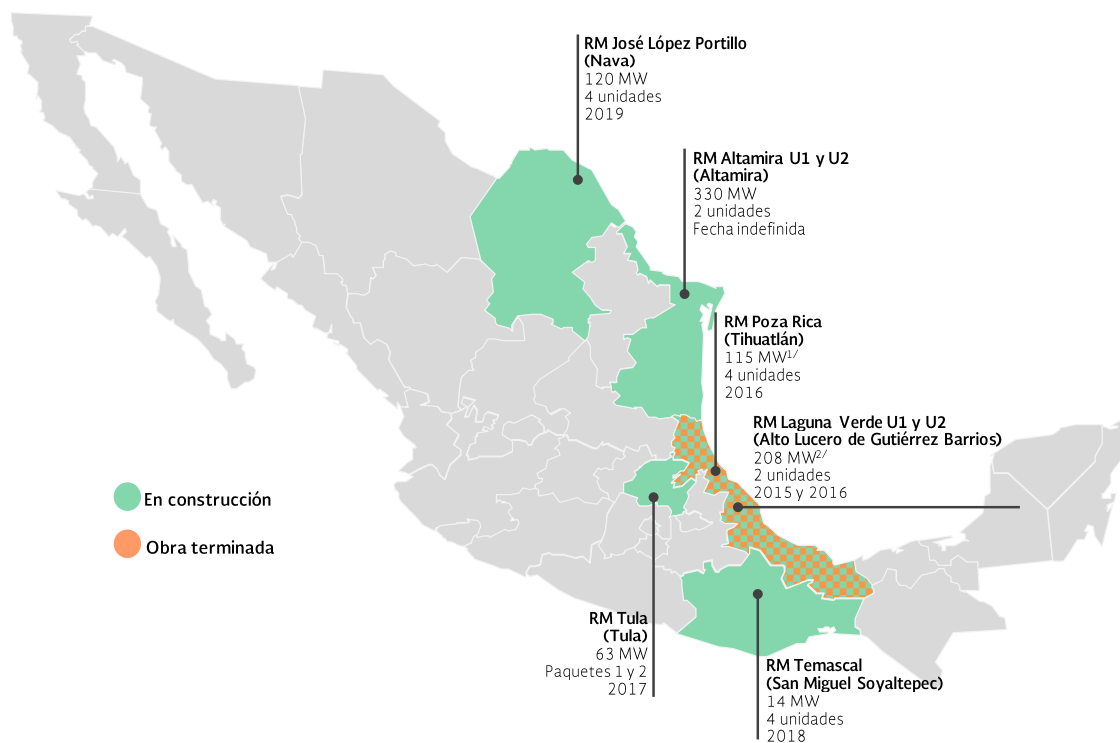 RM José López Portillo
(Nava)
120 MW
4 unidades
2019
RM Altamira U1 y U2
(Altamira)
330 MW
2 unidades
Fecha indefinida
RM Poza Rica
(Tihuatlán)
115 MW1/
4 unidades
2016
RM Laguna Verde U1 y U2
(Alto Lucero de Gutiérrez Barrios)
208 MW2/
2 unidades
2015 y 2016
En construcción
Obra terminada
RM Tula
(Tula)
63 MW
Paquetes 1 y 2
2017
RM Temascal
(San Miguel Soyaltepec)
14 MW
4 unidades
2018